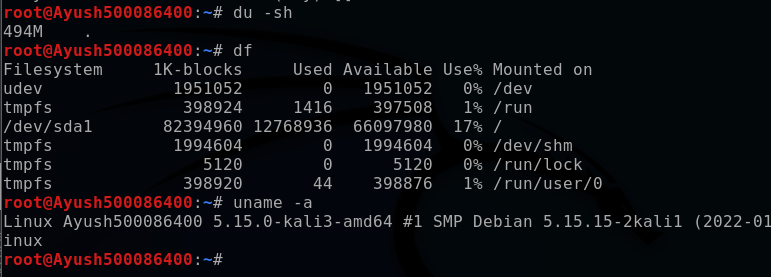 root@Ayush500086400:~# du -sh
494M    .
root@Ayush500086400:~# df
Filesystem     1K-blocks     Used Available Use% Mounted on
udev             1951052        0   1951052   0% /dev
tmpfs             398924     1416    397508   1% /run
/dev/sda1       82394960 12768936  66097980  17% /
tmpfs            1994604        0   1994604   0% /dev/shm
tmpfs               5120        0      5120   0% /run/lock
tmpfs             398920       44    398876   1% /run/user/0
root@Ayush500086400:~# uname -a
Linux Ayush500086400 5.15.0-kali3-amd64 #1 SMP Debian 5.15.15-2kali1 (2022-01
inux
root@Ayush500086400:~#